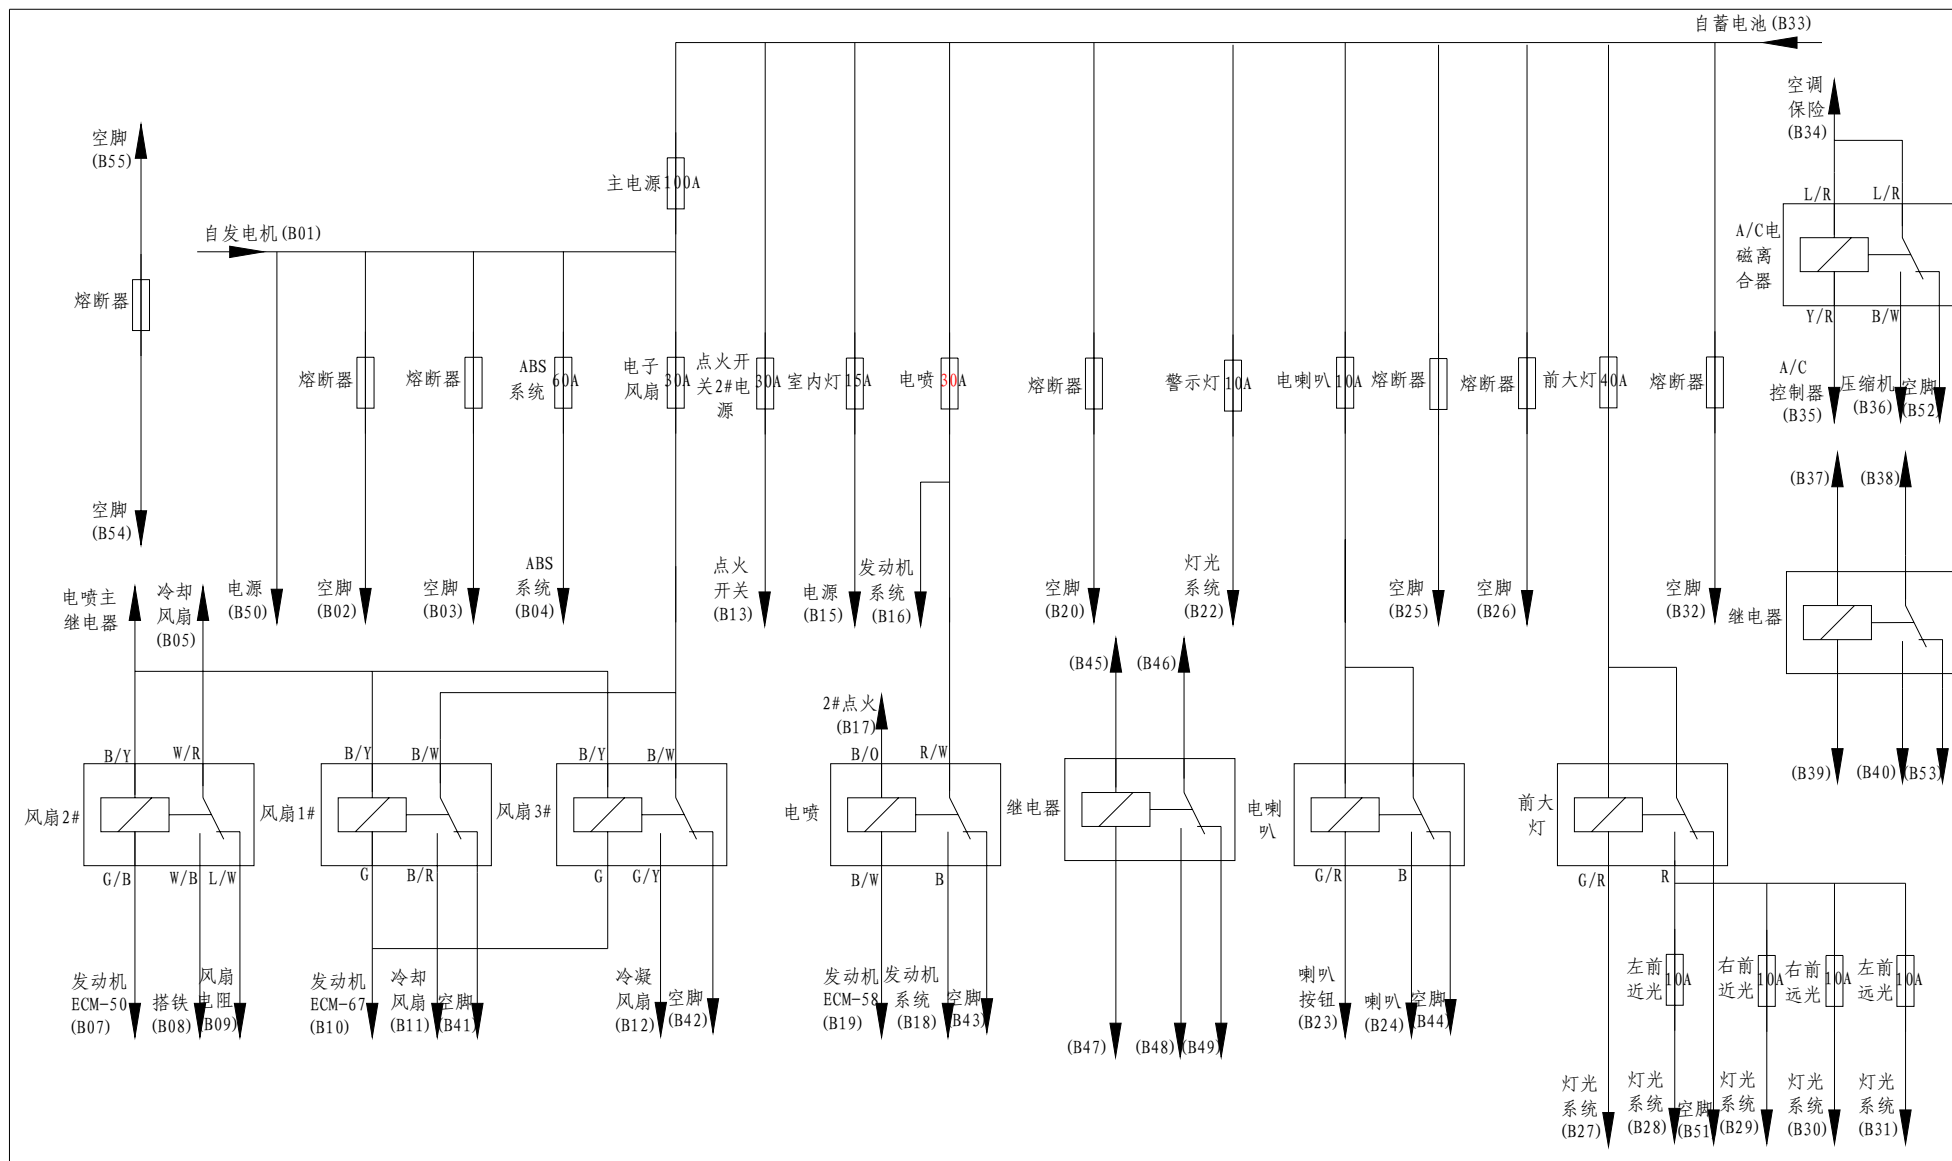 自蓄电池(B33)
空调
保险
(B34)
空脚
(B55)
主电源100A
自发电机(B01)
L/R
L/R
A/C电
磁离
合器
熔断器
Y/R
B/W
熔断器
熔断器
ABS
系统
60A
电子
风扇
30A
点火开
关2#电
源
30A
室内灯15A
电喷30A
熔断器
警示灯10A
电喇叭10A
熔断器
熔断器
前大灯40A
熔断器
A/C
控制器
(B35)
压缩机
(B36)
空脚
(B52)
(B37)
(B38)
空脚
(B54)
电喷主
继电器
冷却
风扇
(B05)
电源
(B50)
空脚
(B02)
空脚
(B03)
ABS
系统
(B04)
点火
开关
(B13)
电源
(B15)
发动机
系统
(B16)
空脚
(B20)
灯光
系统
(B22)
空脚
(B25)
空脚
(B26)
空脚
(B32)
继电器
(B45)
(B46)
2#点火
(B17)
B/Y
W/R
B/Y
B/W
B/Y
B/W
B/O
R/W
(B39)
(B40)
(B53)
风扇2#
风扇1#
风扇3#
电喷
继电器
电喇
叭
前大
灯
G/B
W/B
L/W
G
B/R
G
G/Y
B/W
B
G/R
B
G/R
R
发动机
ECM-50
(B07)
搭铁
(B08)
风扇
电阻
(B09)
发动机
ECM-67
(B10)
冷却
风扇
(B11)
空脚
(B41)
冷凝
风扇
(B12)
空脚
(B42)
发动机
ECM-58
(B19)
发动机
系统
(B18)
空脚
(B43)
(B47)
(B48)
(B49)
喇叭
按钮
(B23)
喇叭
(B24)
空脚
(B44)
左前
近光
10A
右前
近光
10A
右前
远光
10A
左前
远光
10A
灯光
系统
(B27)
灯光
系统
(B28)
空脚
(B51)
灯光
系统
(B29)
灯光
系统
(B30)
灯光
系统
(B31)